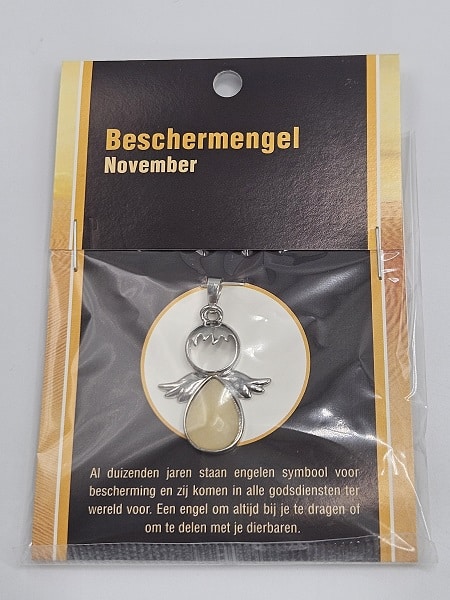 Beschermengel
November
Al duizenden jaren staan engelen symbool voor
bescherming en zij komen in alle godsdiensten ter
wereld voor. Een engel om altijd bij je te dragen of
om te delen met je dierbaren.